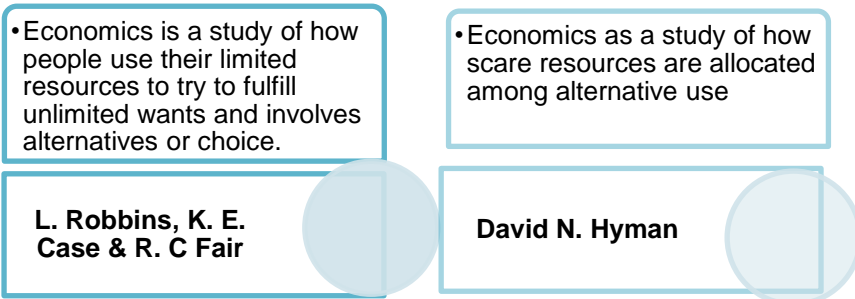 •Economics is a study of how
people use their limited
resources to try to fulfill
unlimited wants and involves
alternatives or choice.
L. Robbins, K. E.
Case & R. C Fair
•Economics as a study of how
scare resources are allocated
among alternative use
David N. Hyman